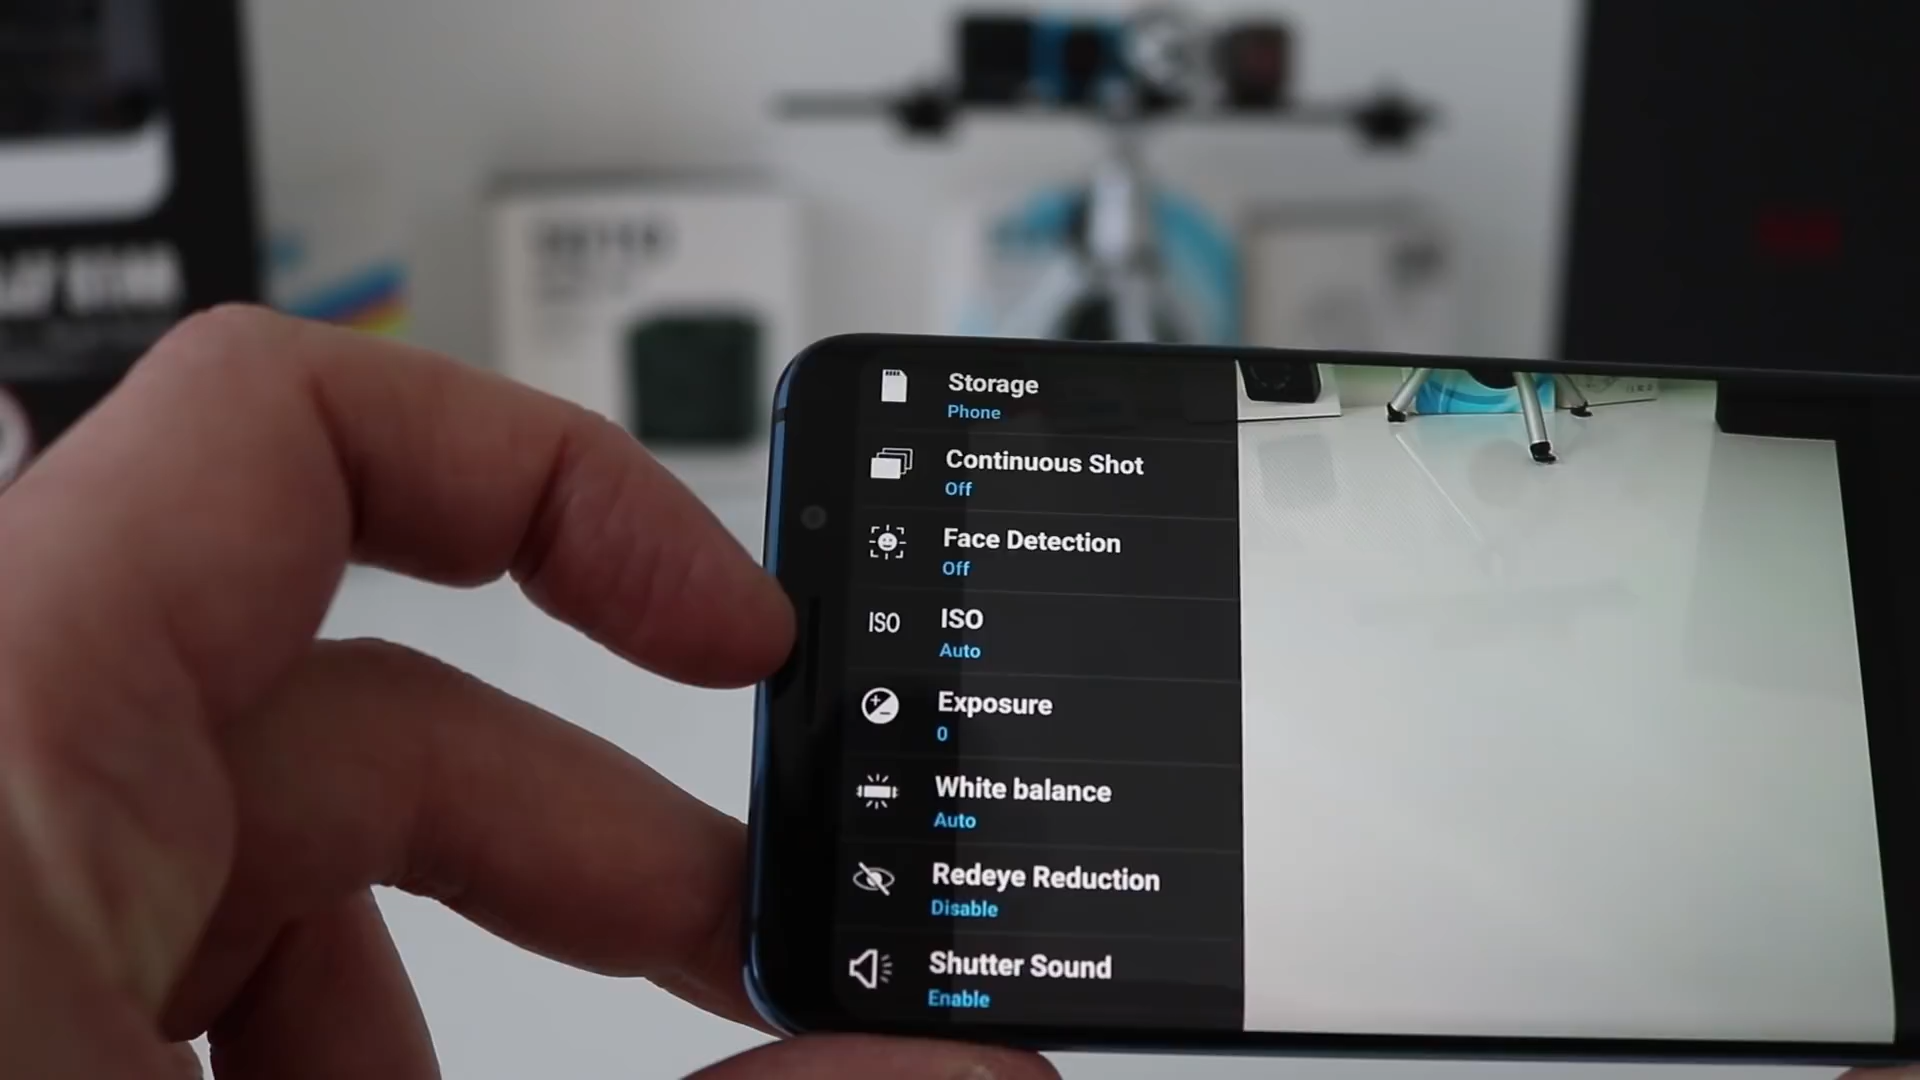 Storage
Phone
Continuous Shot
Off
Face Detection
Off
ISO
ISO
Auto
Exposure
0
White balance
Auto
Redeye Reduction
Disable
Shutter Sound
Enable